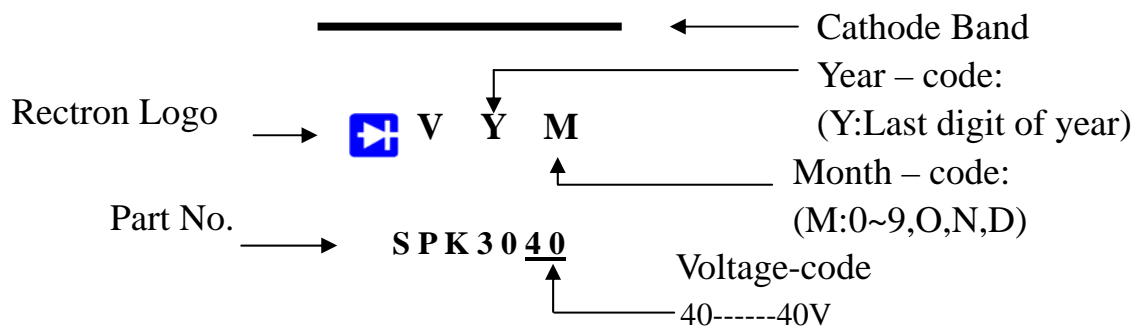 Cathode Band
Year – code:
(Y:Last digit of year)
Rectron Logo
V Y M
Month – code:
(M:0~9,O,N,D)
Part No.
SPK3040
Voltage-code
40------40V